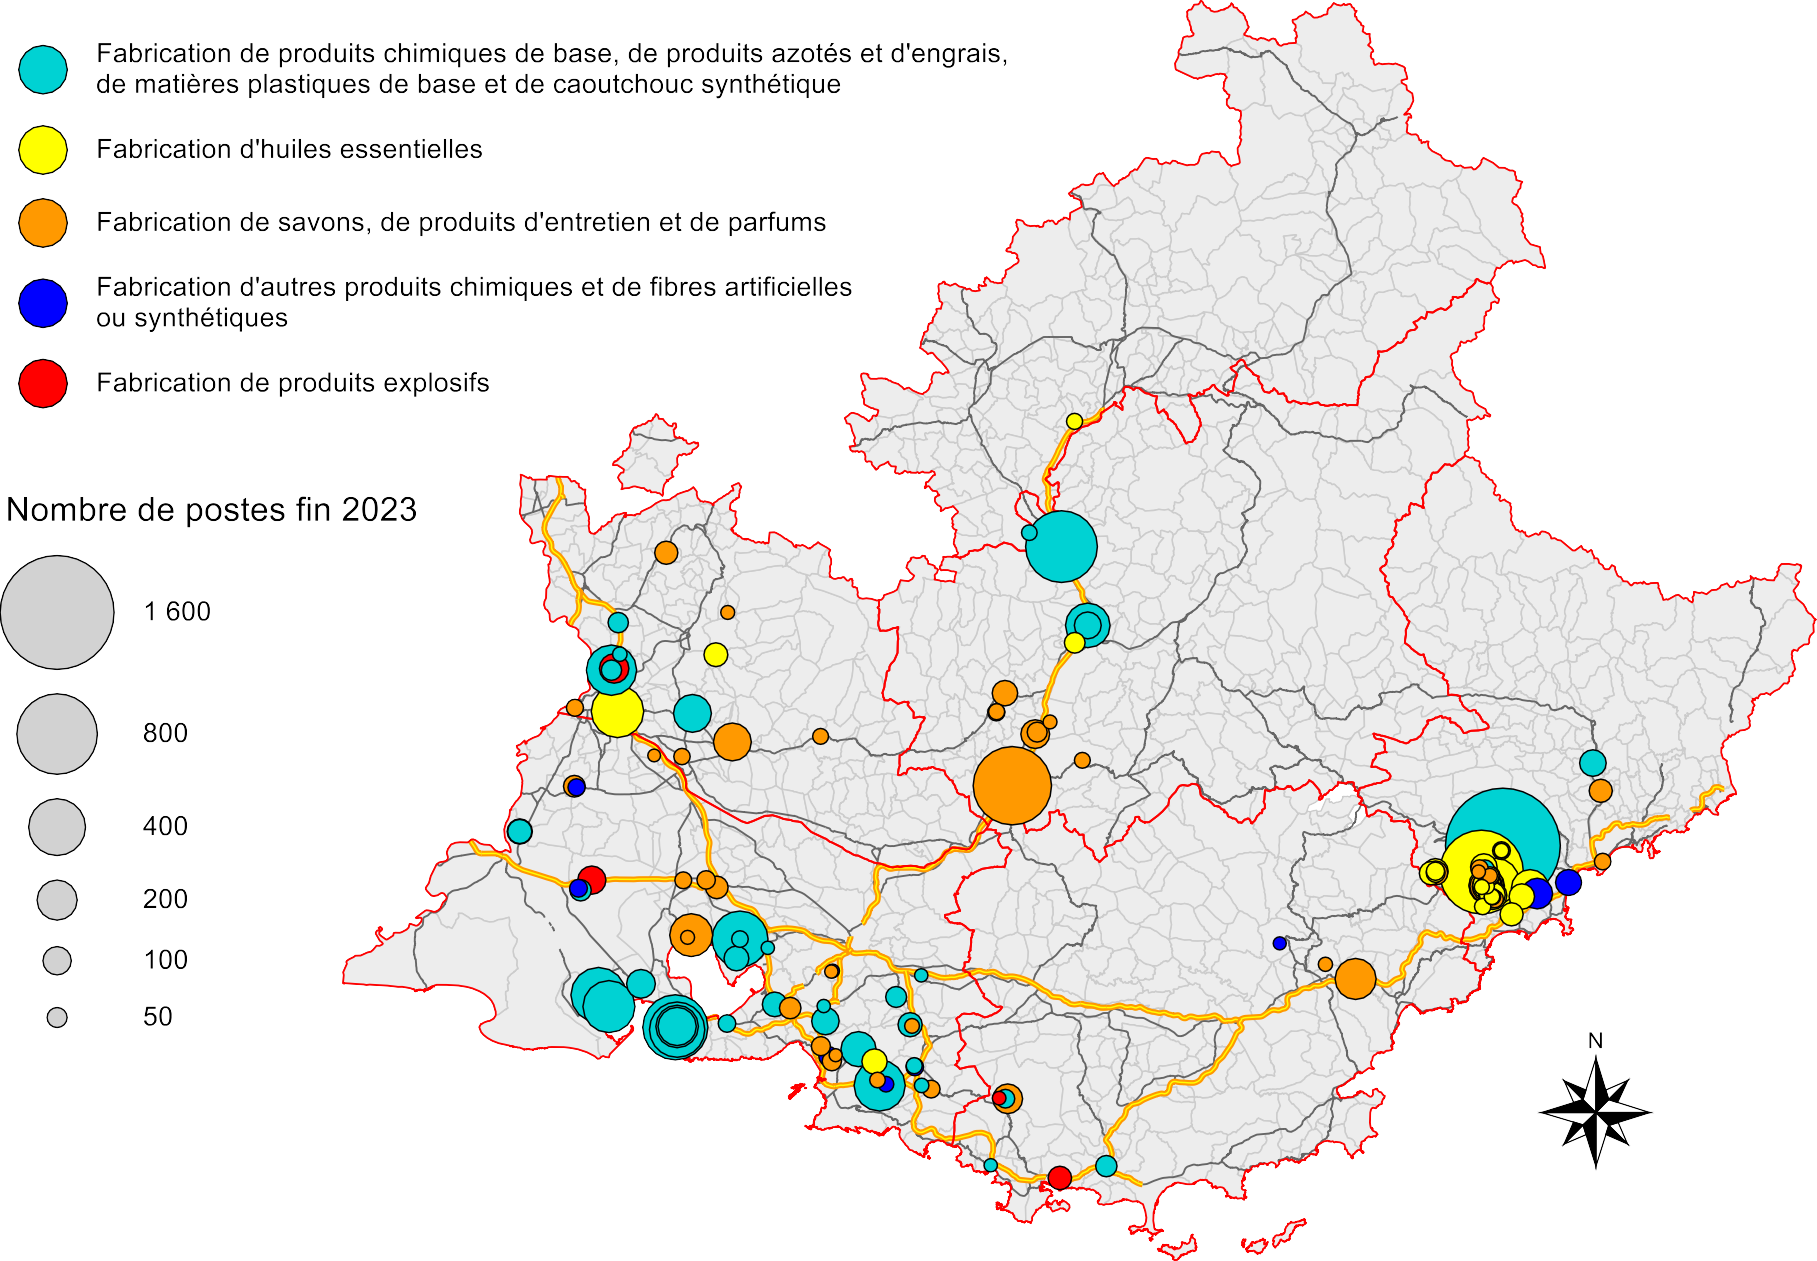 Fabrication de produits chimiques de base, de produits azotés et d'engrais,
de matières plastiques de base et de caoutchouc synthétique
Fabrication d'huiles essentielles
Fabrication de savons, de produits d'entretien et de parfums
Fabrication d'autres produits chimiques et de fibres artificielles
ou synthétiques
Fabrication de produits explosifs
Nombre de postes fin 2023
1 600
800
400
200
100
50
N